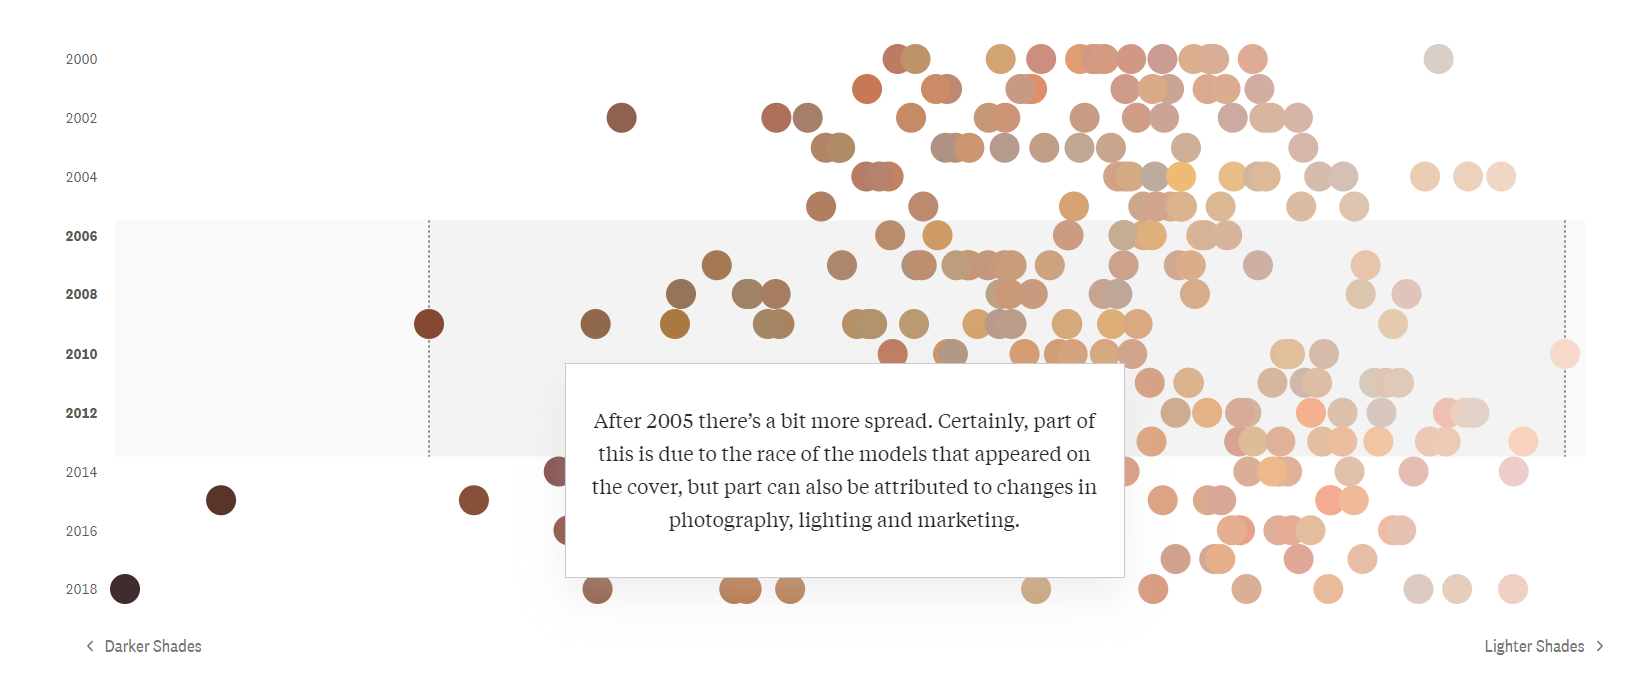 2000
2002
2004
2006
2008
2010
2012
2014
2016
2018
After 2005 there’s a bit more spread. Certainly, part of
this is due to the race of the models that appeared on
the cover, but part can also be attributed to changes in
photography, lighting and marketing.
Darker Shades
Lighter Shades